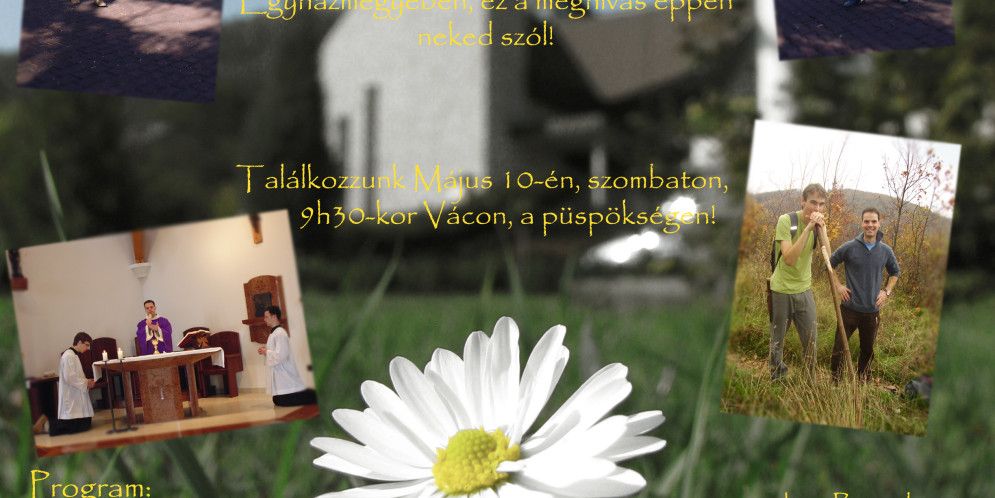 Egyházmegyében, ez a meghívás éppen
neked szól!
Találkozzunk Május 10-én, szombaton,
9h30-kor Vácon, a püspökségen!
Program: